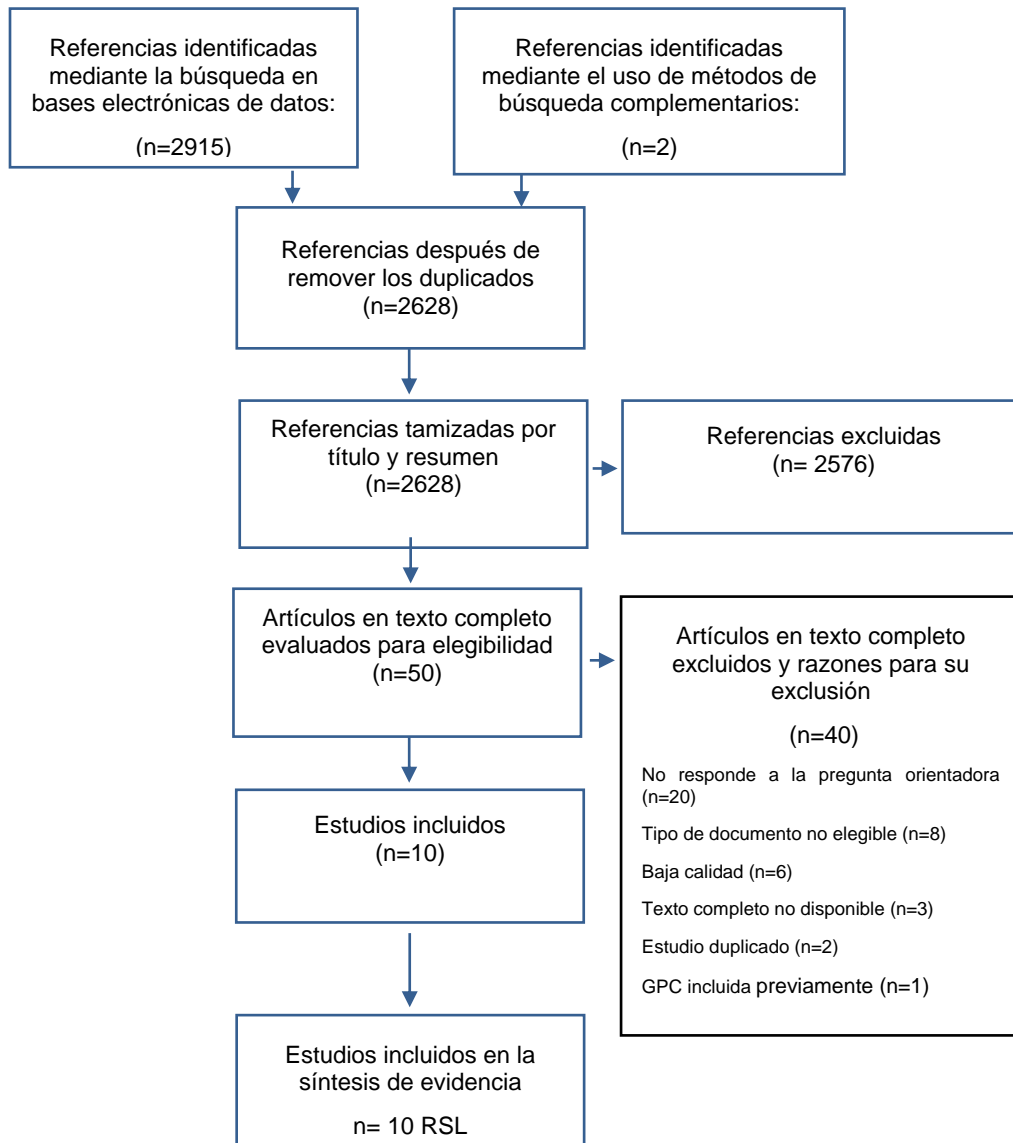 Referencias identificadas
mediante la búsqueda en
bases electrónicas de datos:
(n=2915)
Referencias identificadas
mediante el uso de métodos de
búsqueda complementarios:
(n=2)
Referencias después de
remover los duplicados
(n=2628)
Referencias tamizadas por
título y resumen
(n=2628)
Referencias excluidas
(n= 2576)
Artículos en texto completo
evaluados para elegibilidad
(n=50)
Artículos en texto completo
excluidos y razones para su
exclusión
(n=40)
No responde a la pregunta orientadora
(n=20)
Tipo de documento no elegible (n=8)
Baja calidad (n=6)
Texto completo no disponible (n=3)
Estudio duplicado (n=2)
GPC incluida previamente (n=1)
Estudios incluidos
(n=10)
Estudios incluidos en la
síntesis de evidencia
n= 10 RSL